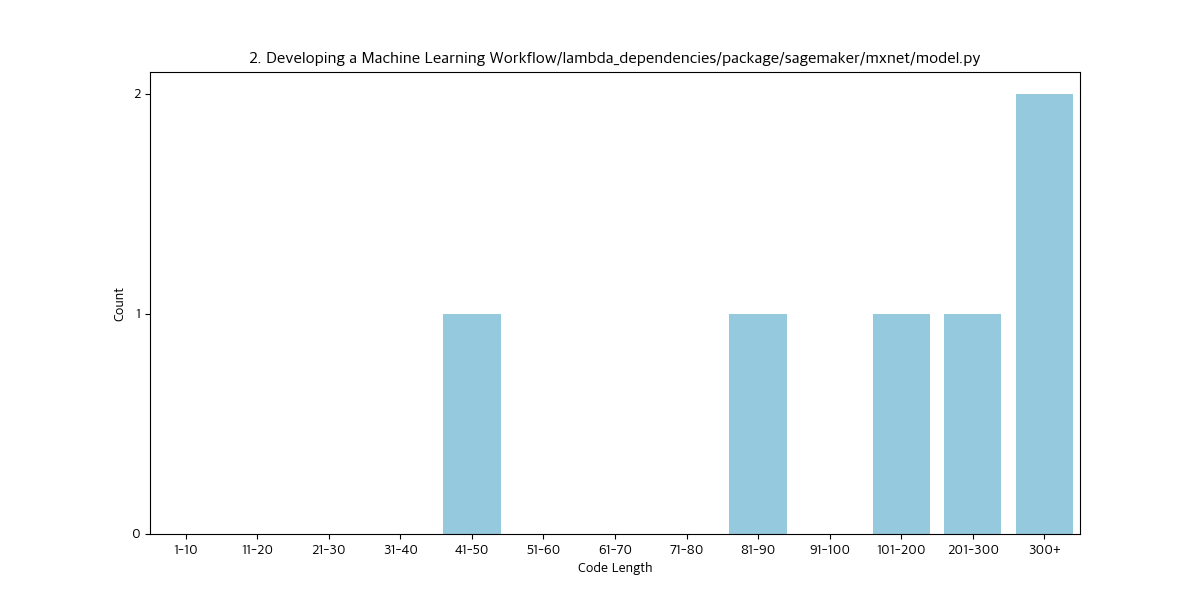 2. Developing a Machine Learning Workflow/lambda_dependencies/package/sagemaker/mxnet/model.py
2
1
0
Count
1-10 11-20 21-30 31-40 41-50 51-60 61-70 71-80 81-90 91-100 101-200 201-300 300+
Code Length